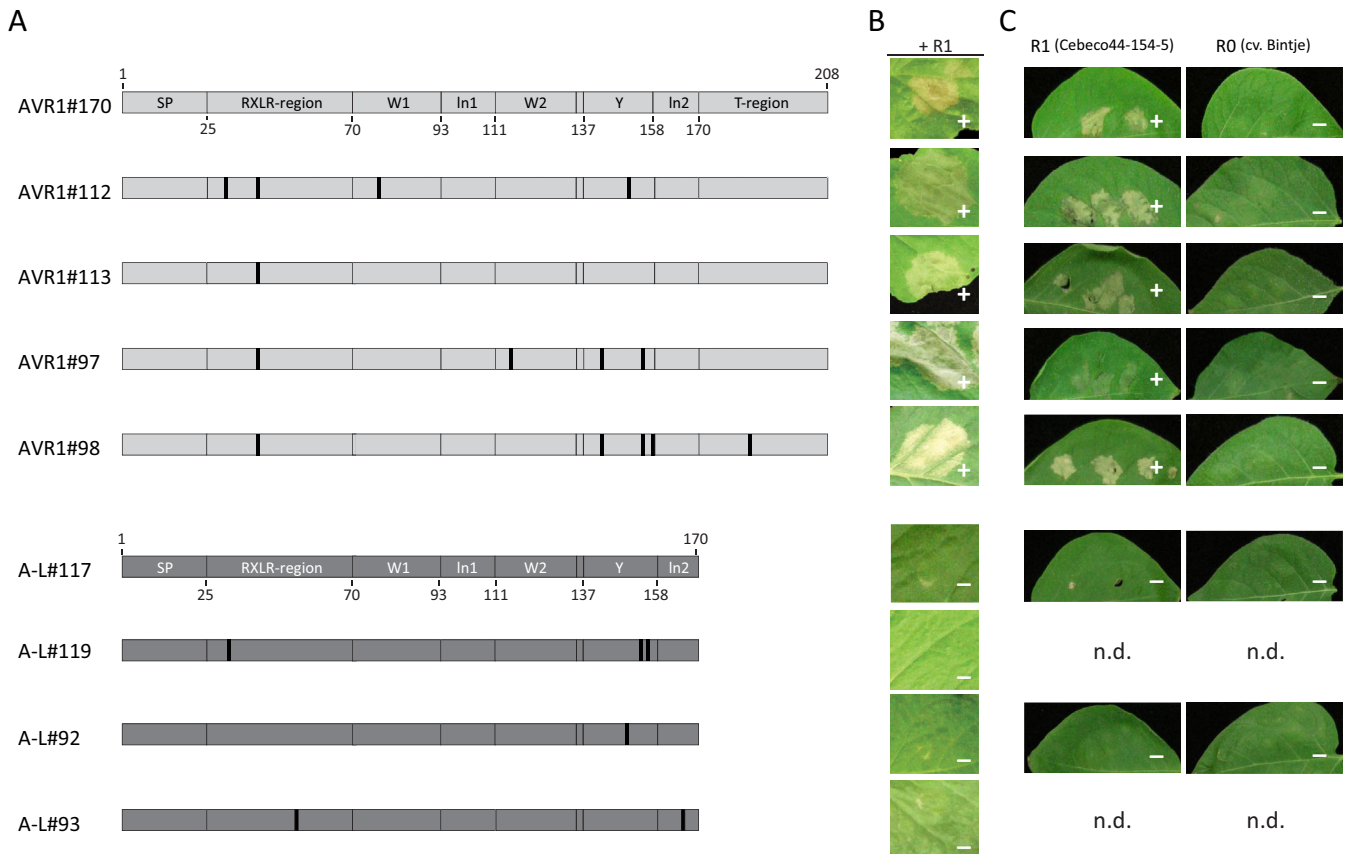 A B C
+ R1 R1 (Cebeco44-154-5) R0 (cv. Bintje)
1 208
AVR1#170 SP RXLR-region W1 In1 W2 Y In2 T-region + + –
25 70 93 111 137 158 170
AVR1#112 + + –
AVR1#113 + + –
AVR1#97 + + –
AVR1#98 + + –
1 170
A-L#117 SP RXLR-region W1 In1 W2 Y In2 – – –
25 70 93 111 137 158
A-L#119 – n.d. n.d.
A-L#92 – – –
A-L#93 – n.d. n.d.